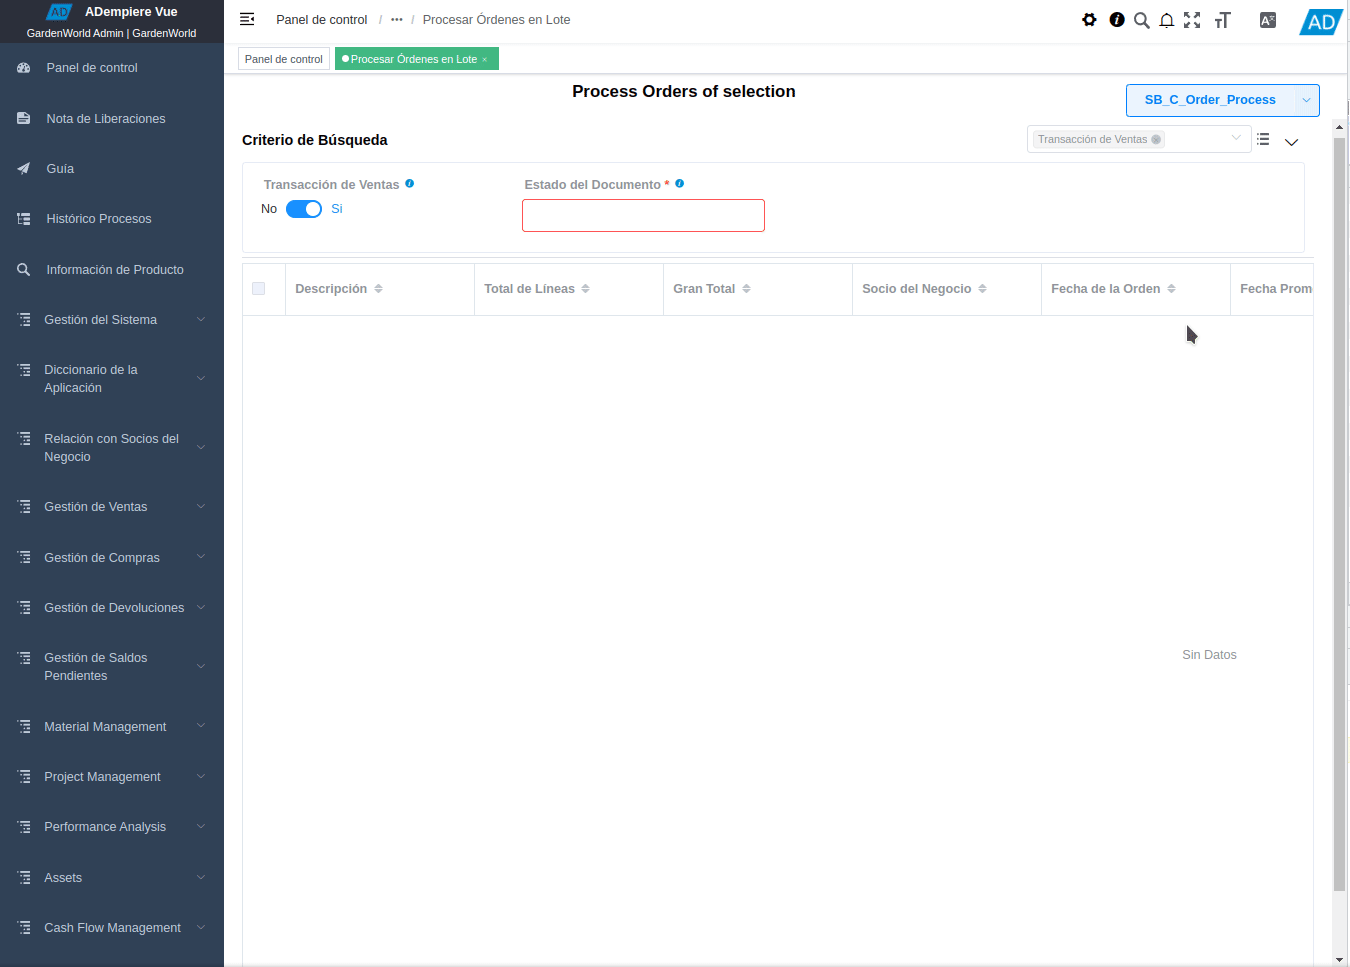 AD ADempiere Vue
GardenWorld Admin | GardenWorld
Panel de control
Nota de Liberaciones
Guía
Histórico Procesos
Información de Producto
Gestión del Sistema
Diccionario de la
Aplicación
Relación con Socios del
Negocio
Gestión de Ventas
Gestión de Compras
Gestión de Devoluciones
Gestión de Saldos
Pendientes
Material Management
Project Management
Performance Analysis
Assets
Cash Flow Management
Panel de control / ••• / Procesar Órdenes en Lote
AD
Panel de control
Procesar Órdenes en Lote ×
Process Orders of selection
SB_C_Order_Process
Criterio de Búsqueda
Transacción de Ventas
Transacción de Ventas
No Si
Estado del Documento *
Descripción
Total de Líneas
Gran Total
Socio del Negocio
Fecha de la Orden
Fecha Prom
Sin Datos